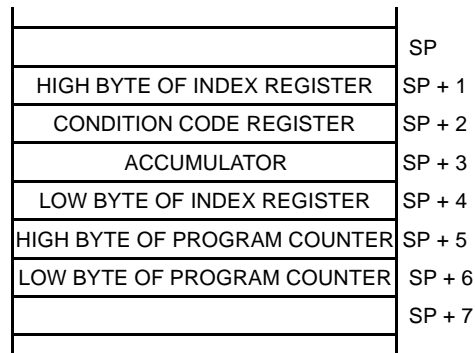 SP
HIGH BYTE OF INDEX REGISTER SP + 1
CONDITION CODE REGISTER SP + 2
ACCUMULATOR SP + 3
LOW BYTE OF INDEX REGISTER SP + 4
HIGH BYTE OF PROGRAM COUNTER SP + 5
LOW BYTE OF PROGRAM COUNTER SP + 6
SP + 7